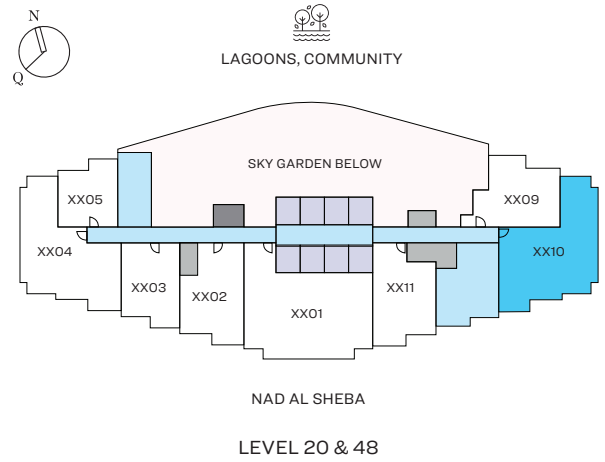 N
Q
LAGOONS, COMMUNITY
SKY GARDEN BELOW
XX05
XX09
XX04
XX10
XX03
XX02
XX01
XX11
NAD AL SHEBA
LEVEL 20 & 48